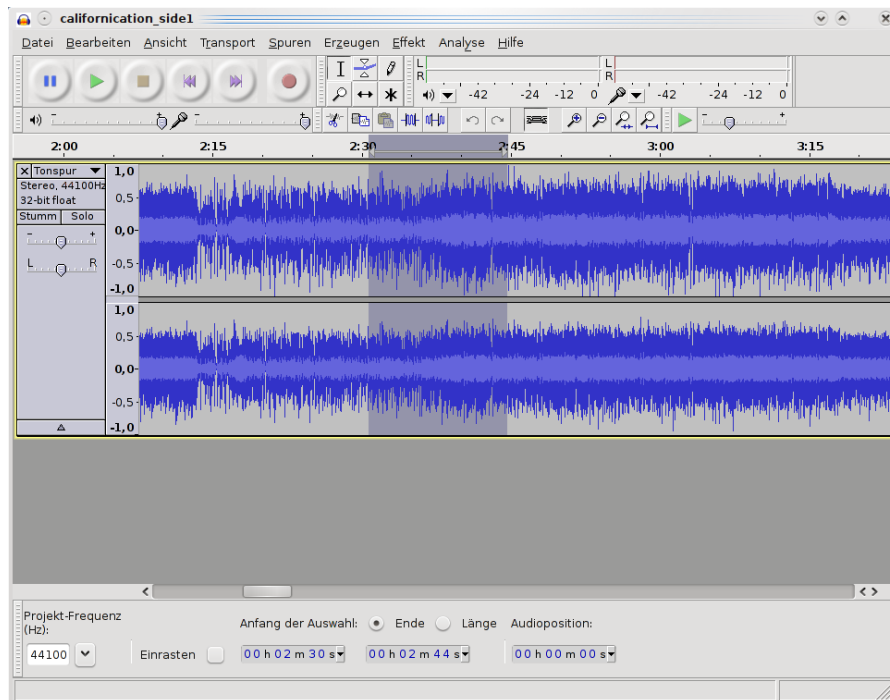 californication_side1
Datei Bearbeiten Ansicht Transport Spuren Erzeugen Effekt Analyse Hilfe
L
R
L
R
-42 -24 -12 0 -42 -24 -12 0
2:00 2:15 2:30 2:45 3:00 3:15
X Tonspur
Stereo, 44100Hz
32-bit float
Stumm Solo
- +
L R
1,0
0,5-
0,0-
-0,5-
-1,0
1,0
0,5-
0,0-
-0,5-
-1,0
Projekt-Frequenz
(Hz):
Anfang der Auswahl: Ende Länge Audioposition:
44100 Einrasten 00 h 02 m 30 s 00 h 02 m 44 s 00 h 00 m 00 s